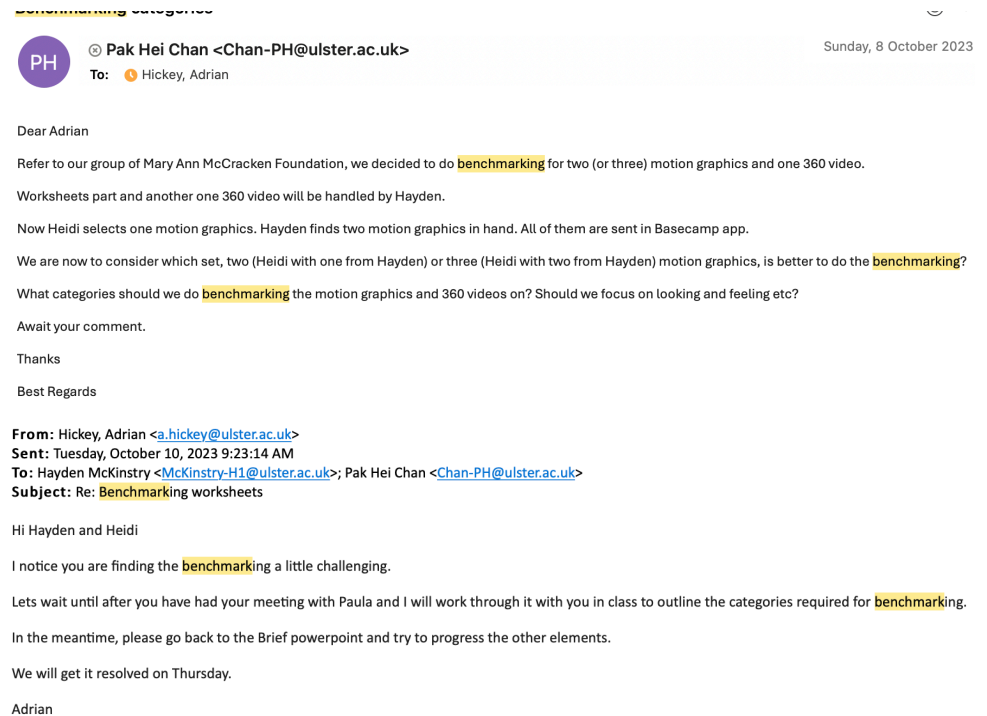 Benchmarking categories
PH
Pak Hei Chan <Chan-PH@ulster.ac.uk>
Sunday, 8 October 2023
To: Hickey, Adrian
Dear Adrian
Refer to our group of Mary Ann McCracken Foundation, we decided to do benchmarking for two (or three) motion graphics and one 360 video.
Worksheets part and another one 360 video will be handled by Hayden.
Now Heidi selects one motion graphics. Hayden finds two motion graphics in hand. All of them are sent in Basecamp app.
We are now to consider which set, two (Heidi with one from Hayden) or three (Heidi with two from Hayden) motion graphics, is better to do the benchmarking?
What categories should we do benchmarking the motion graphics and 360 videos on? Should we focus on looking and feeling etc?
Await your comment.
Thanks
Best Regards
From: Hickey, Adrian <a.hickey@ulster.ac.uk>
Sent: Tuesday, October 10, 2023 9:23:14 AM
To: Hayden McKinstry <McKinstry-H1@ulster.ac.uk>; Pak Hei Chan <Chan-PH@ulster.ac.uk>
Subject: Re: Benchmarking worksheets
Hi Hayden and Heidi
I notice you are finding the benchmarking a little challenging.
Lets wait until after you have had your meeting with Paula and I will work through it with you in class to outline the categories required for benchmarking.
In the meantime, please go back to the Brief powerpoint and try to progress the other elements.
We will get it resolved on Thursday.
Adrian